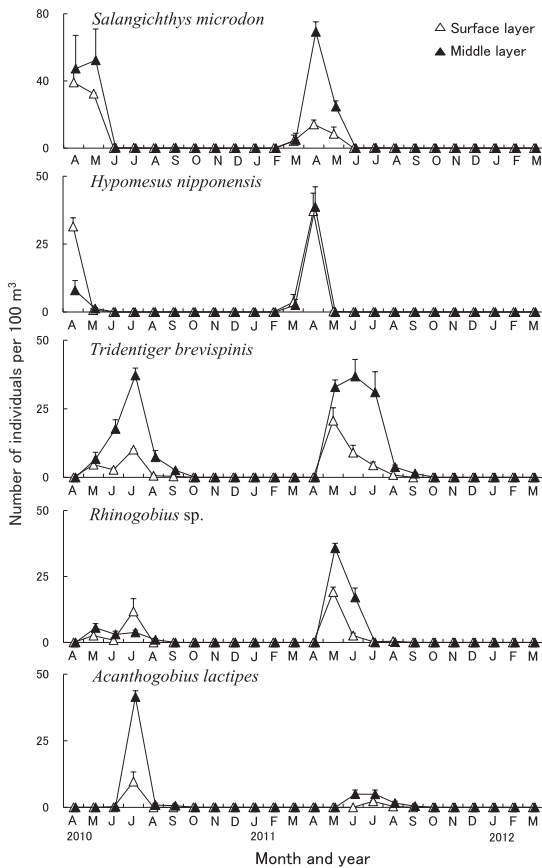 Salangichthys microdon
△ Surface layer
▲ Middle layer
80
40
0
A M J J A S O N D J F M A M J J A S O N D J F M
Hypomesus nipponensis
50
25
0
A M J J A S O N D J F M A M J J A S O N D J F M
Tridentiger brevispinis
50
25
0
A M J J A S O N D J F M A M J J A S O N D J F M
Rhinogobius sp.
50
25
0
A M J J A S O N D J F M A M J J A S O N D J F M
Acanthogobius lactipes
50
25
0
A M J J A S O N D J F M A M J J A S O N D J F M
2010 2011 2012
Month and year
Number of individuals per 100 m³